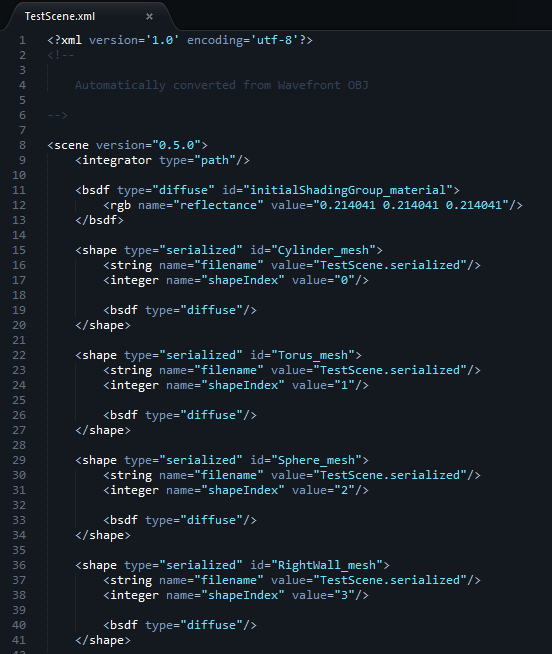 TestScene.xml ×
1 <?xml version='1.0' encoding='utf-8'?>
2 <!--
3
4     Automatically converted from Wavefront OBJ
5
6 -->
7
8 <scene version="0.5.0">
9     <integrator type="path"/>
10
11     <bsdf type="diffuse" id="initialShadingGroup_material">
12         <rgb name="reflectance" value="0.214041 0.214041 0.214041"/>
13     </bsdf>
14
15     <shape type="serialized" id="Cylinder_mesh">
16         <string name="filename" value="TestScene.serialized"/>
17         <integer name="shapeIndex" value="0"/>
18
19         <bsdf type="diffuse"/>
20     </shape>
21
22     <shape type="serialized" id="Torus_mesh">
23         <string name="filename" value="TestScene.serialized"/>
24         <integer name="shapeIndex" value="1"/>
25
26         <bsdf type="diffuse"/>
27     </shape>
28
29     <shape type="serialized" id="Sphere_mesh">
30         <string name="filename" value="TestScene.serialized"/>
31         <integer name="shapeIndex" value="2"/>
32
33         <bsdf type="diffuse"/>
34     </shape>
35
36     <shape type="serialized" id="RightWall_mesh">
37         <string name="filename" value="TestScene.serialized"/>
38         <integer name="shapeIndex" value="3"/>
39
40         <bsdf type="diffuse"/>
41     </shape>